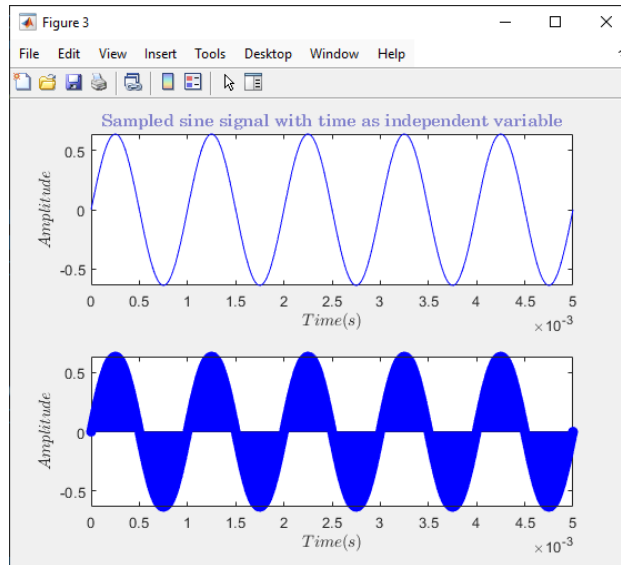 Figure 3
File Edit View Insert Tools Desktop Window Help
Sampled sine signal with time as independent variable
0.5
0
-0.5
Amplitude
0 0.5 1 1.5 2 2.5 3 3.5 4 4.5 5
Time(s)
×10-3
0.5
0
-0.5
Amplitude
0 0.5 1 1.5 2 2.5 3 3.5 4 4.5 5
Time(s)
×10-3